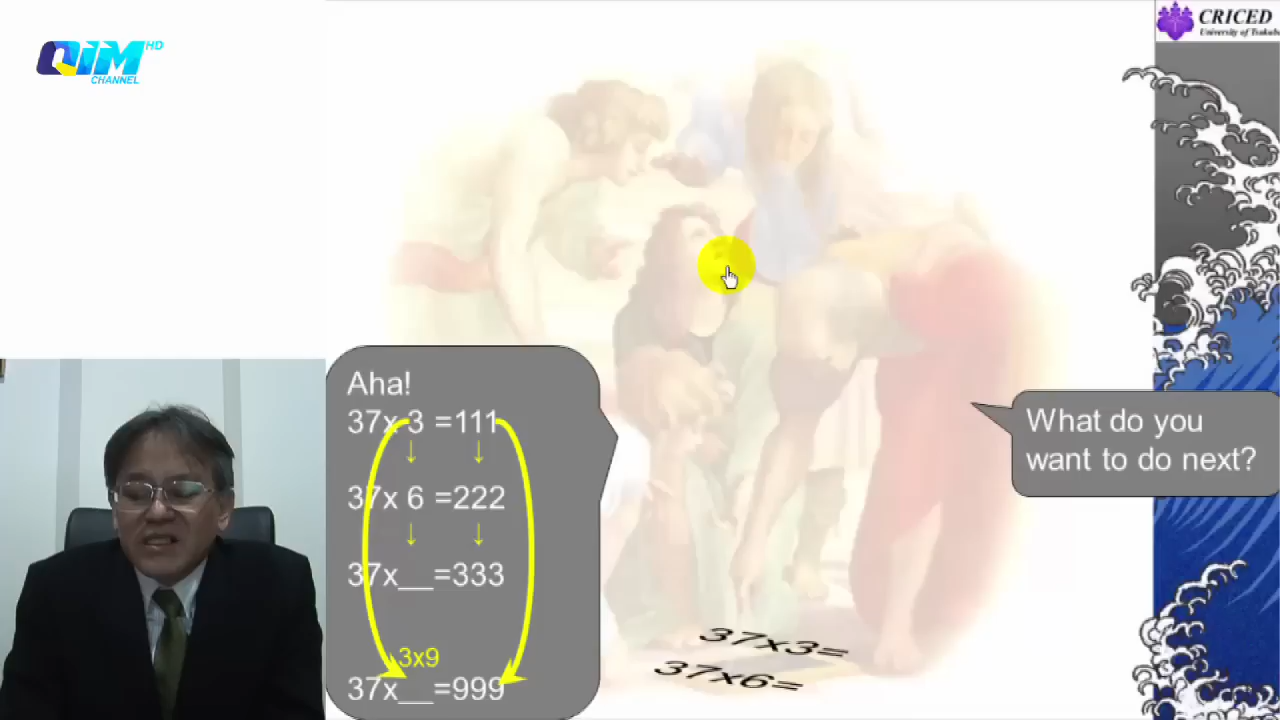 QIM HD
CHANNEL
CRICED
University of Tsukuba
Aha!
37x 3 =111
↓ ↓
37x 6 =222
↓ ↓
37x__=333
3x9
37x__=999
What do you
want to do next?
37x3=
37x6=